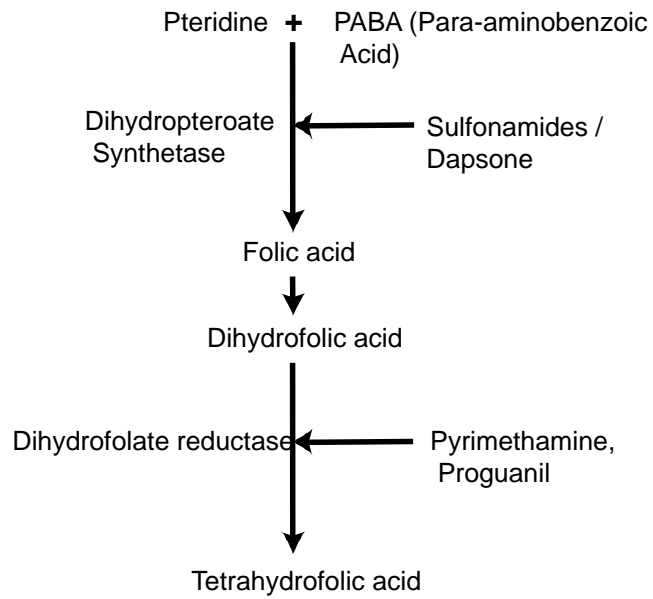 Pteridine + PABA (Para-aminobenzoic
Acid)
Dihydropteroate
Synthetase
Sulfonamides /
Dapsone
Folic acid
Dihydrofolic acid
Dihydrofolate reductase
Pyrimethamine,
Proguanil
Tetrahydrofolic acid